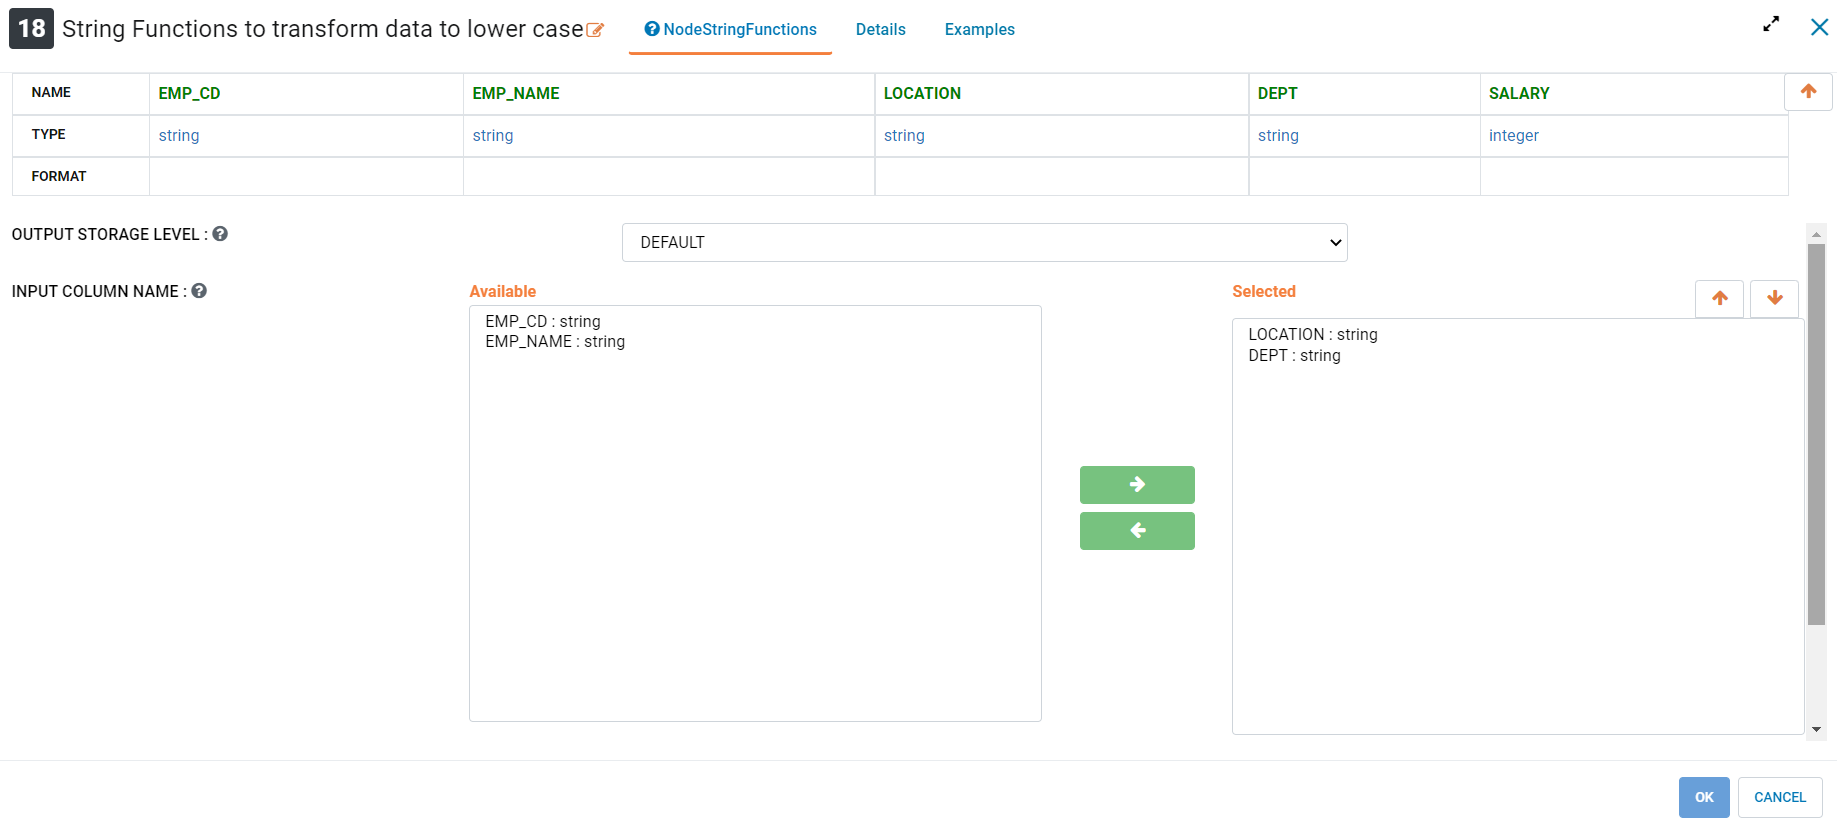 18 String Functions to transform data to lower case NodeStringFunctions Details Examples
NAME EMP_CD EMP_NAME LOCATION DEPT SALARY
TYPE string string string string integer
FORMAT
OUTPUT STORAGE LEVEL : DEFAULT
INPUT COLUMN NAME : Available Selected
EMP_CD : string
EMP_NAME : string
LOCATION : string
DEPT : string
OK CANCEL